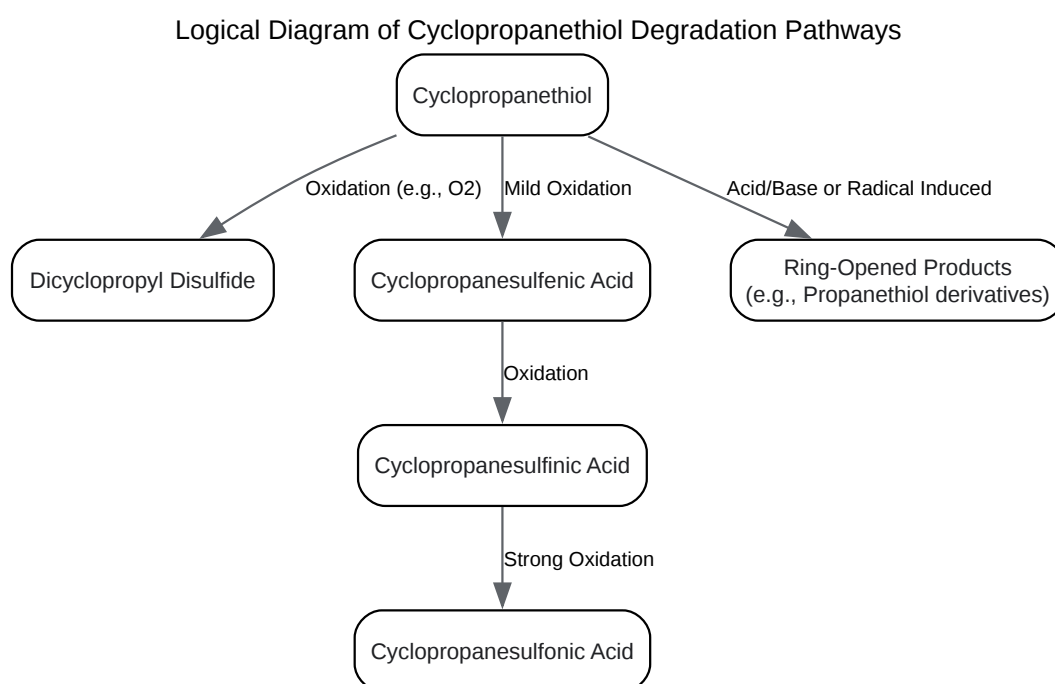 Logical Diagram of Cyclopropanethiol Degradation Pathways
Cyclopropanethiol
Oxidation (e.g., O2)
Mild Oxidation
Acid/Base or Radical Induced
Dicyclopropyl Disulfide
Cyclopropanesulfenic Acid
Ring-Opened Products
(e.g., Propanethiol derivatives)
Oxidation
Cyclopropanesulfinic Acid
Strong Oxidation
Cyclopropanesulfonic Acid